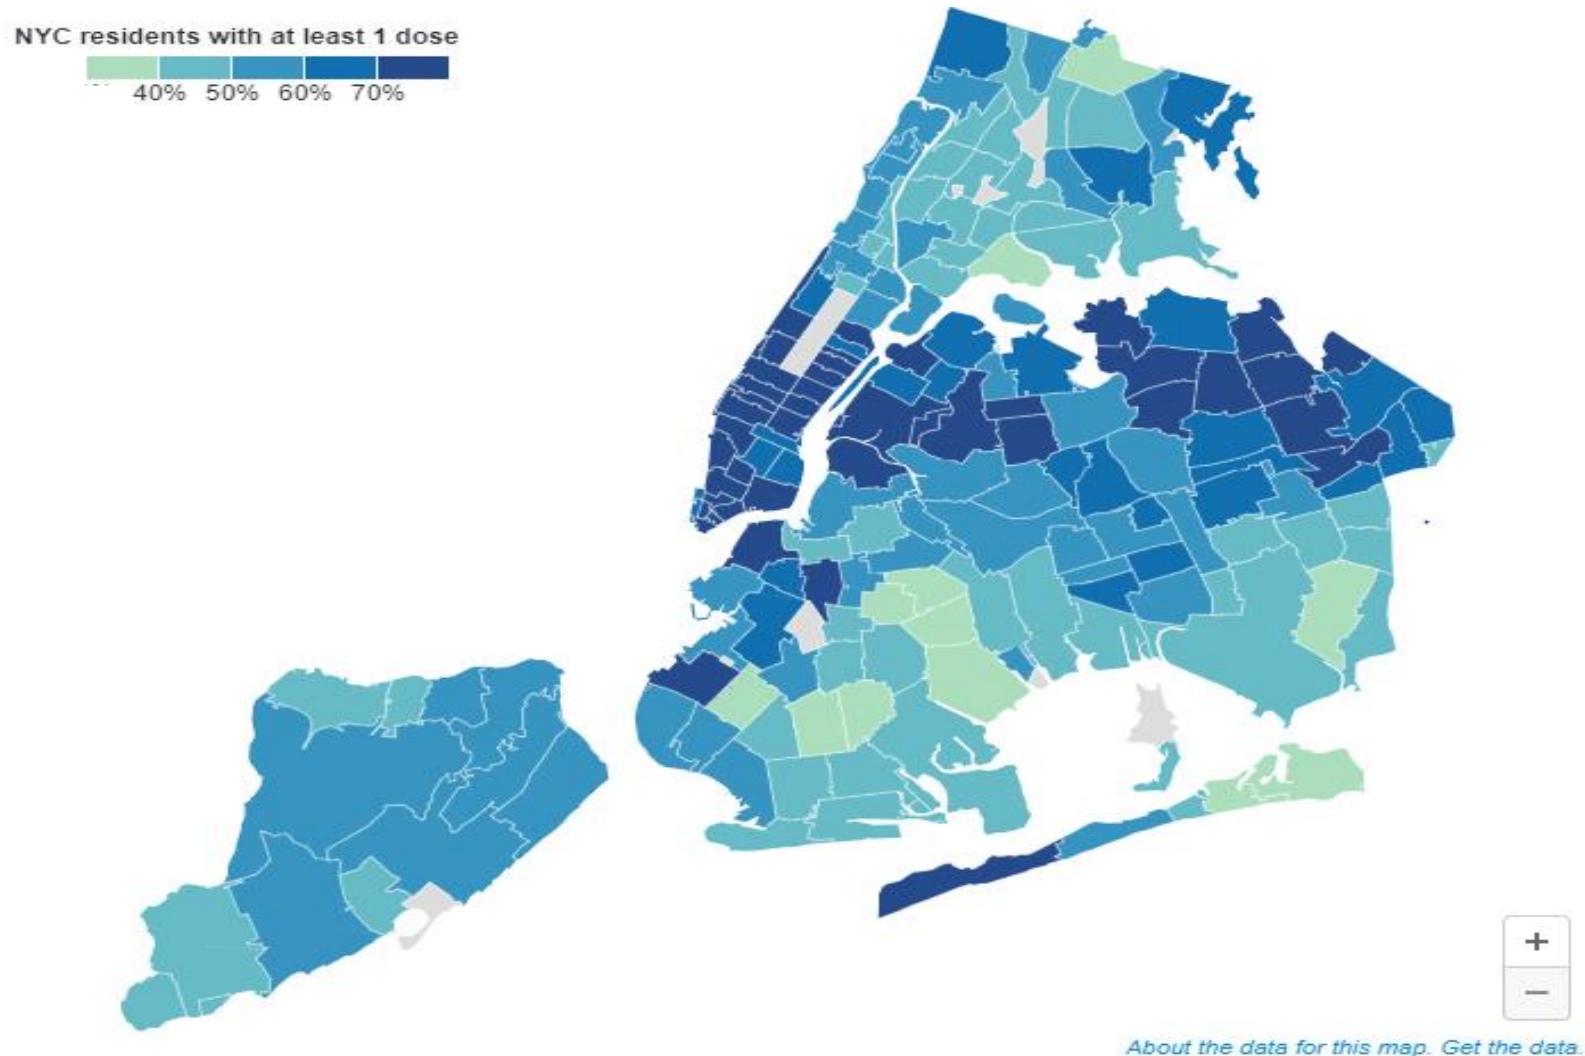 NYC residents with at least 1 dose
40% 50% 60% 70%
+
−
About the data for this map. Get the data